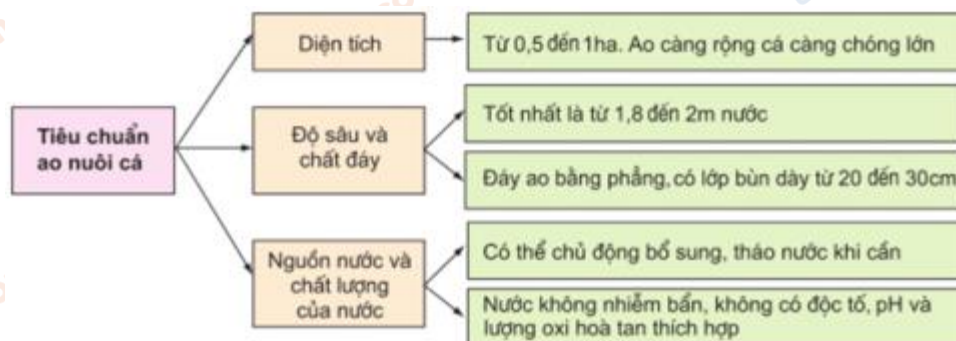 Tiêu chuẩn
ao nuôi cá
Diện tích
Từ 0,5 đến 1ha. Ao càng rộng cá càng chóng lớn
Độ sâu và
chất đáy
Tốt nhất là từ 1,8 đến 2m nước
Đáy ao bằng phẳng, có lớp bùn dày từ 20 đến 30cm
Nguồn nước và
chất lượng
của nước
Có thể chủ động bổ sung, tháo nước khi cần
Nước không nhiễm bẩn, không có độc tố, pH và
lượng oxi hoà tan thích hợp